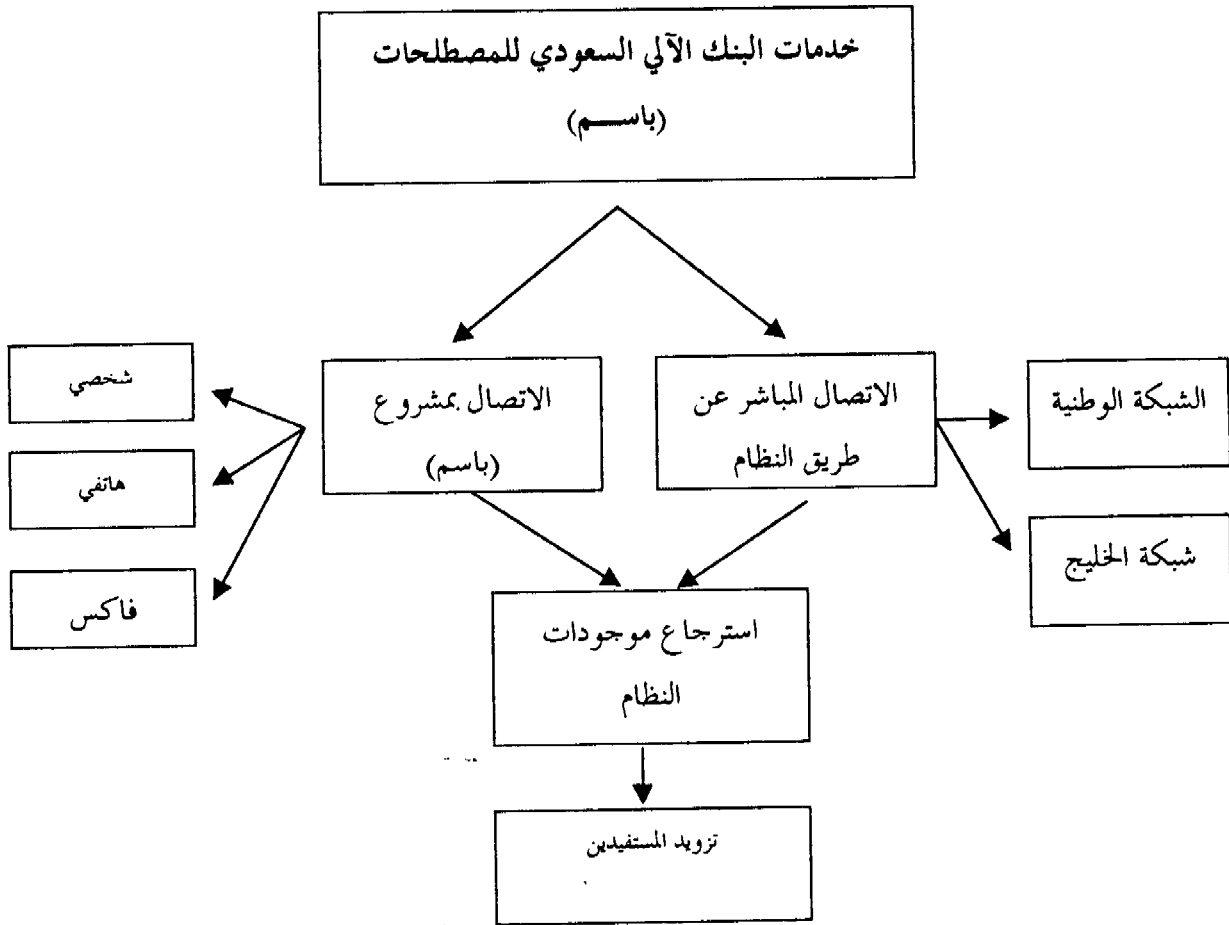 خدمات البنك الآلي السعودي للمصطلحات
(باســـم)
الشبكة الوطنية
شبكة الخليج
الاتصال المباشر عن
طريق النظام
الاتصال بمشروع
(باسم)
شخصي
هاتفي
فاكس
استرجاع موجودات
النظام
تزويد المستفيدين